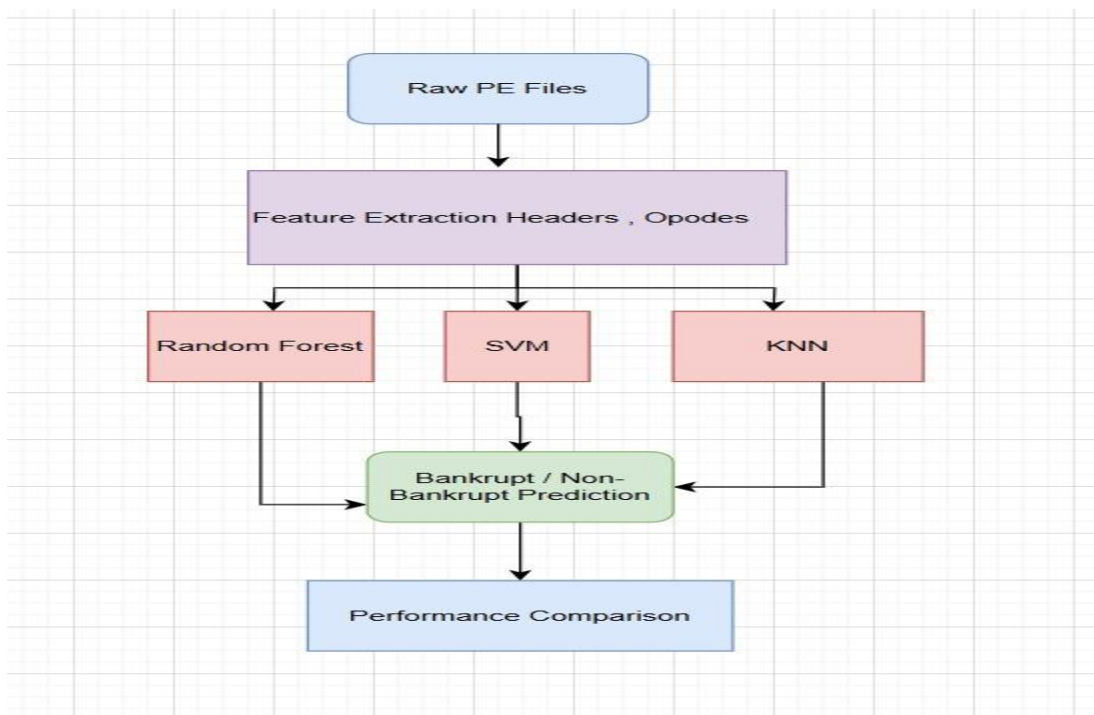 Raw PE Files
Feature Extraction Headers , Opodes
Random Forest
SVM
KNN
Bankrupt / Non-
Bankrupt Prediction
Performance Comparison